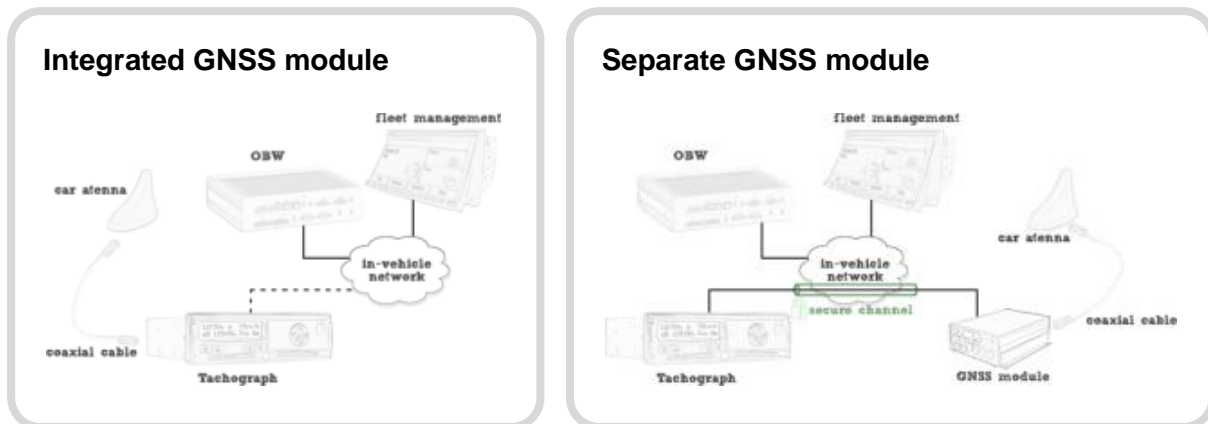 Integrated GNSS module
fleet management
OBW
car atenna
in-vehicle
network
coaxial cable
Tachograph
Separate GNSS module
fleet management
OBW
car atenna
in-vehicle
network
secure channel
coaxial cable
Tachograph
GNSS module